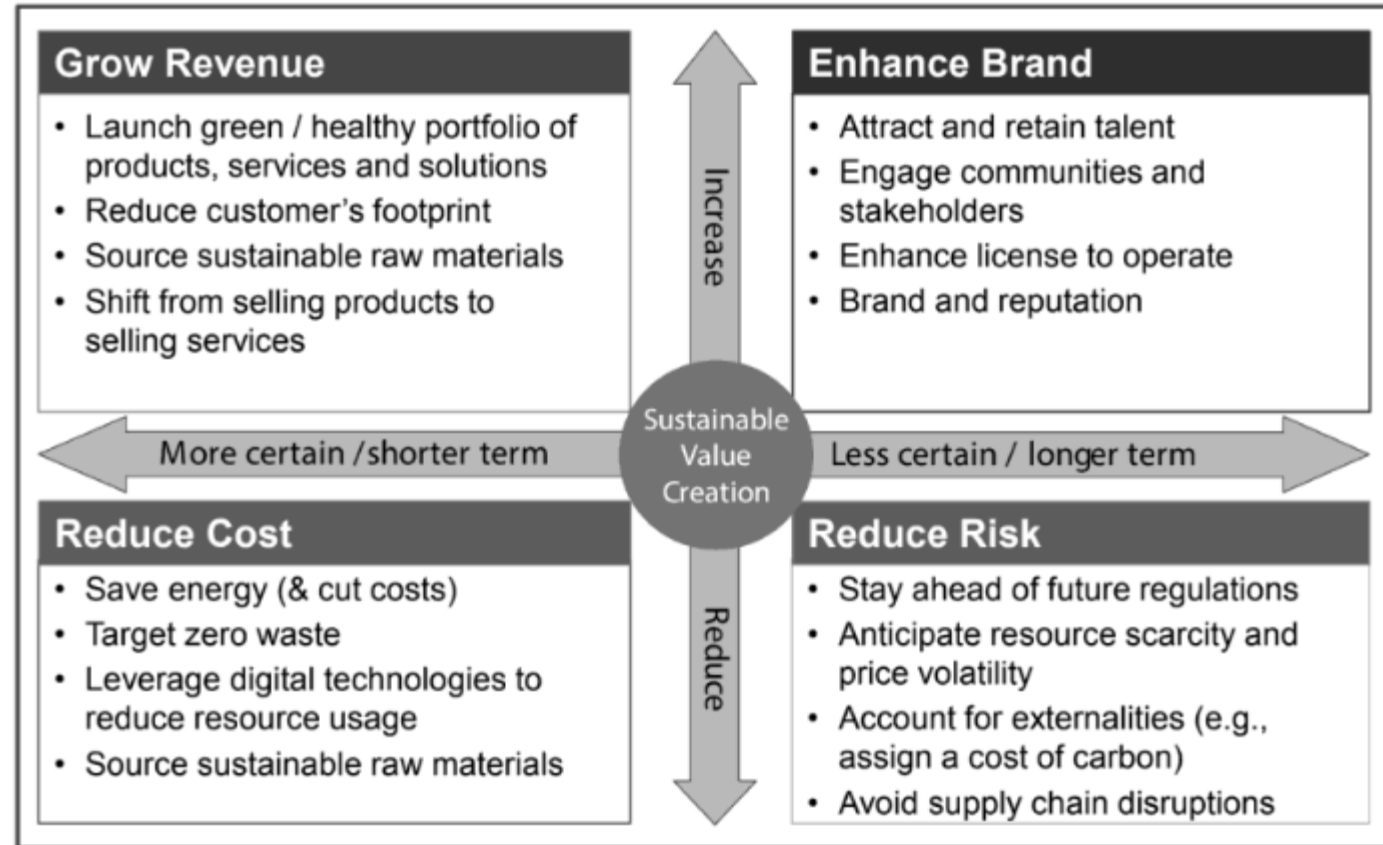 Grow Revenue
• Launch green / healthy portfolio of
products, services and solutions
• Reduce customer's footprint
• Source sustainable raw materials
• Shift from selling products to
selling services
Increase
Enhance Brand
• Attract and retain talent
• Engage communities and
stakeholders
• Enhance license to operate
• Brand and reputation
More certain /shorter term
Sustainable
Value
Creation
Less certain / longer term
Reduce Cost
• Save energy (& cut costs)
• Target zero waste
• Leverage digital technologies to
reduce resource usage
• Source sustainable raw materials
Reduce
Reduce Risk
• Stay ahead of future regulations
• Anticipate resource scarcity and
price volatility
• Account for externalities (e.g.,
assign a cost of carbon)
• Avoid supply chain disruptions